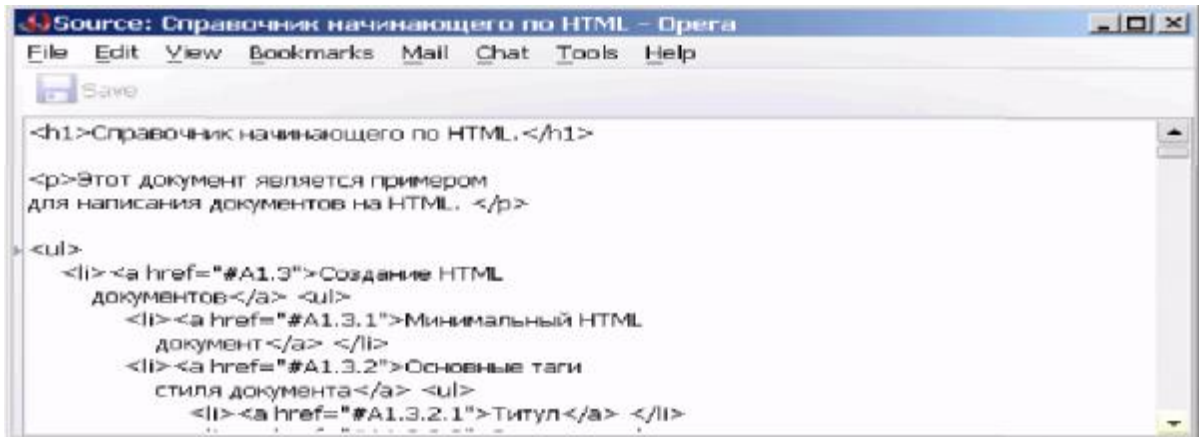 Source: Справочник начинающего по HTML - Opera
File Edit View Bookmarks Mail Chat Tools Help
Save
<h1>Справочник начинающего по HTML.</h1>
<p>Этот документ является примером
для написания документов на HTML. </p>
<ul>
<li><a href="#A1.3">Создание HTML
документов</a> <ul>
<li><a href="#A1.3.1">Минимальный HTML
документ</a> </li>
<li><a href="#A1.3.2">Основные таги
стиля документа</a> <ul>
<li><a href="#A1.3.2.1">Титул</a> </li>